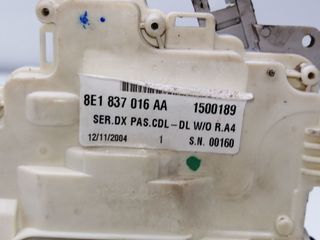 8E1 837 016 AA 1500189
SER.DX PAS.CDL-DL W/O R.A4
12/11/2004 1 S.N. 00160